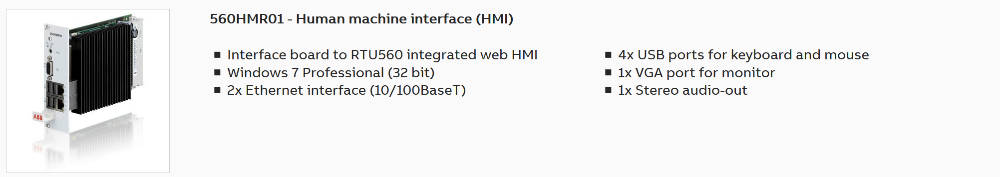 560HMR01 - Human machine interface (HMI)
Interface board to RTU560 integrated web HMI
Windows 7 Professional (32 bit)
2x Ethernet interface (10/100BaseT)
4x USB ports for keyboard and mouse
1x VGA port for monitor
1x Stereo audio-out
560HMR01
ABB